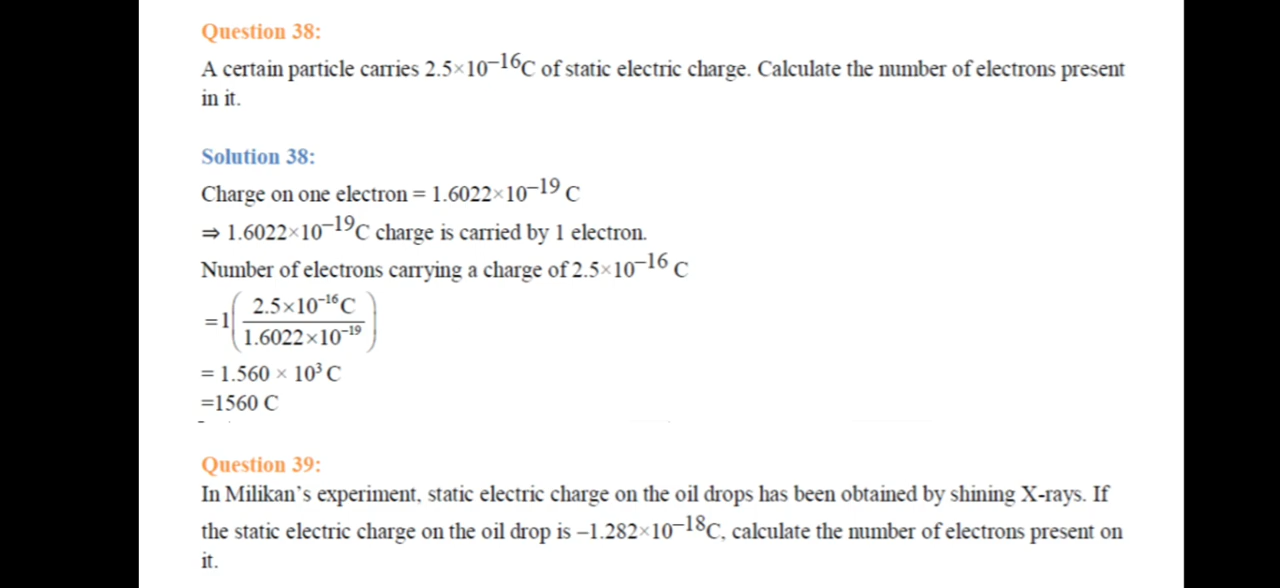 Question 38:
A certain particle carries 2.5×10⁻¹⁶C of static electric charge. Calculate the number of electrons present
in it.
Solution 38:
Charge on one electron = 1.6022×10⁻¹⁹ C
⇒ 1.6022×10⁻¹⁹C charge is carried by 1 electron.
Number of electrons carrying a charge of 2.5×10⁻¹⁶ C
=1(2.5×10⁻¹⁶C / 1.6022×10⁻¹⁹)
= 1.560 × 10³ C
=1560 C
Question 39:
In Milikan's experiment, static electric charge on the oil drops has been obtained by shining X-rays. If
the static electric charge on the oil drop is –1.282×10⁻¹⁸C, calculate the number of electrons present on
it.